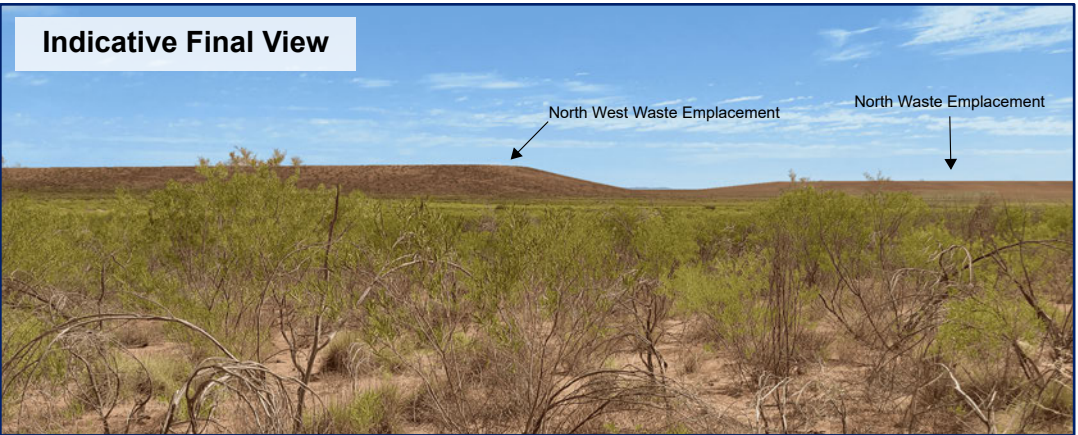 Indicative Final View
North West Waste Emplacement
North Waste Emplacement